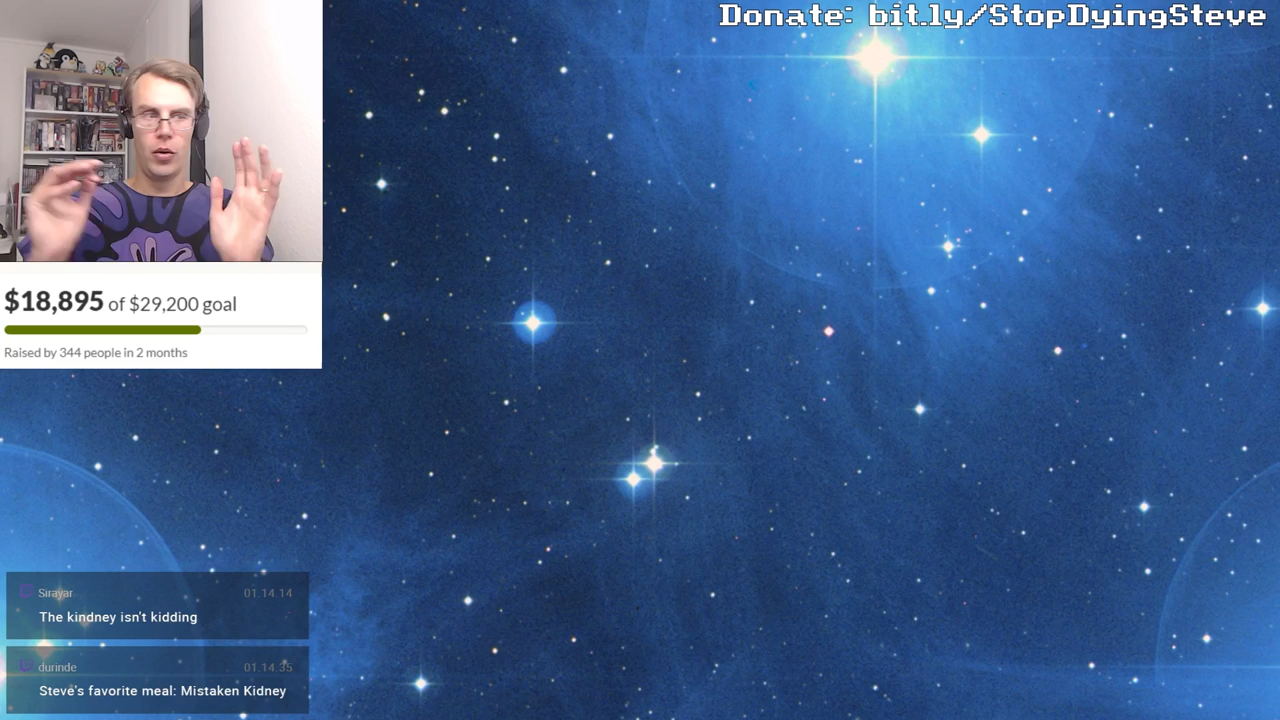 Donate: bit.ly/StopDyingSteve
$18,895 of $29,200 goal
Raised by 344 people in 2 months
Sirayar 01.14.14
The kindney isn't kidding
durinde 01.14.35
Steve's favorite meal: Mistaken Kidney